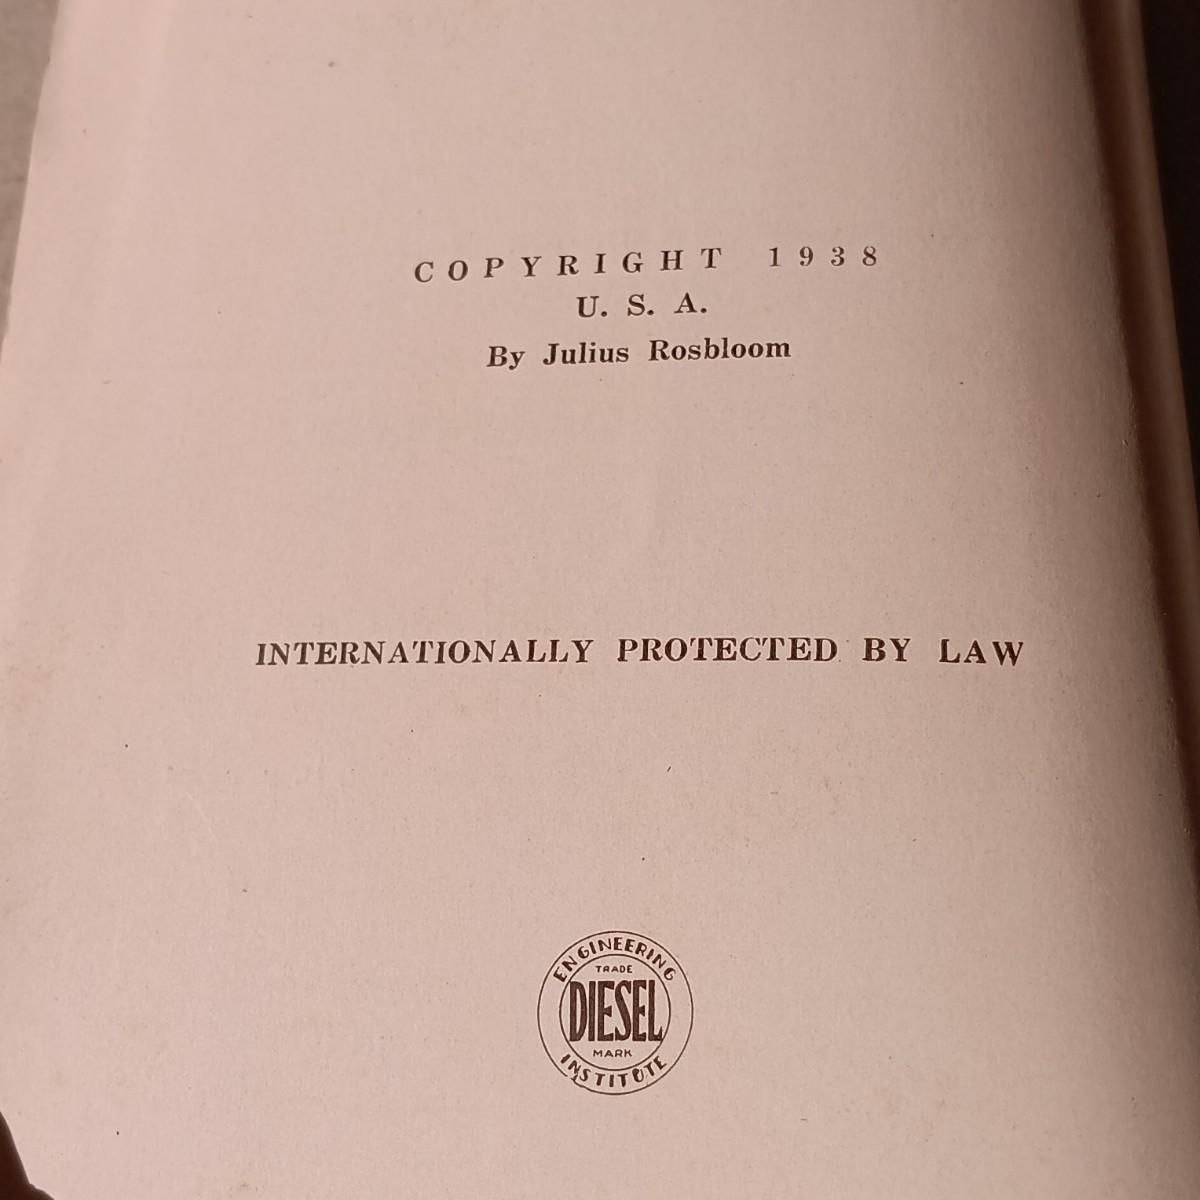 COPYRIGHT 1938
U. S. A.
By Julius Rosbloom
INTERNATIONALLY PROTECTED BY LAW
ENGINEERING
TRADE
DIESEL
MARK
INSTITUTE